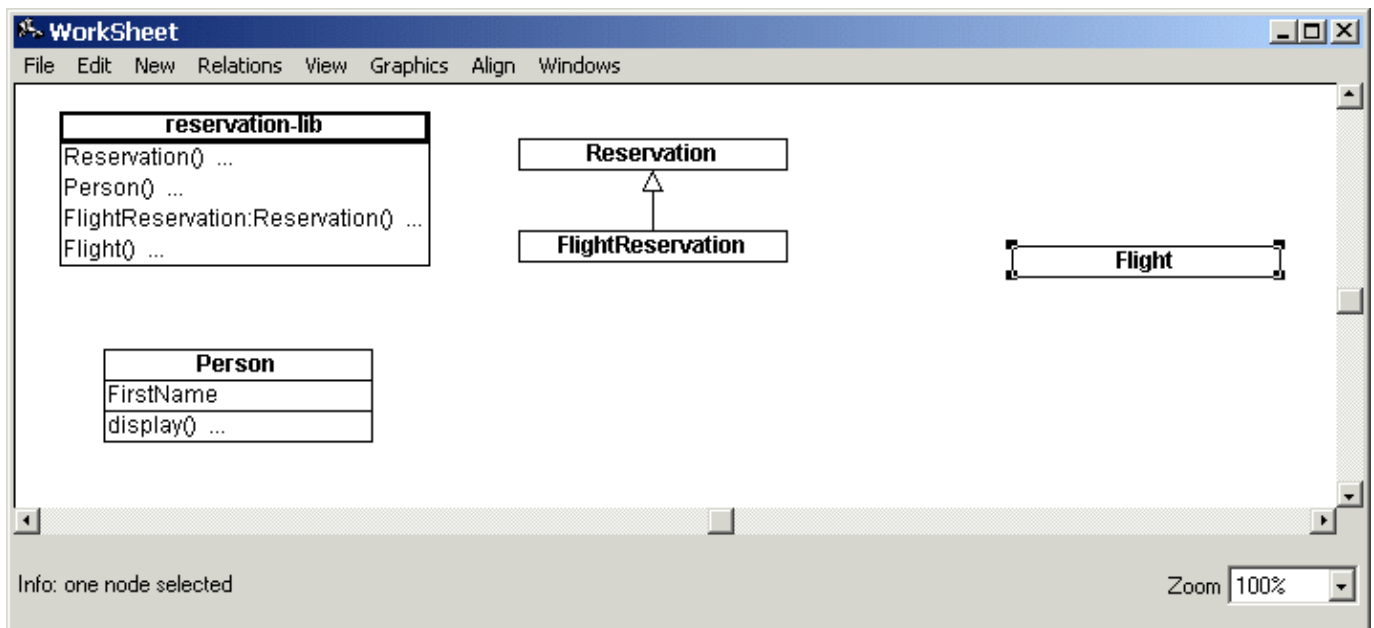 WorkSheet
File Edit New Relations View Graphics Align Windows
reservation-lib
Reservation() ...
Person() ...
FlightReservation:Reservation() ...
Flight() ...
Reservation
FlightReservation
Flight
Person
FirstName
display() ...
Info: one node selected
Zoom 100%